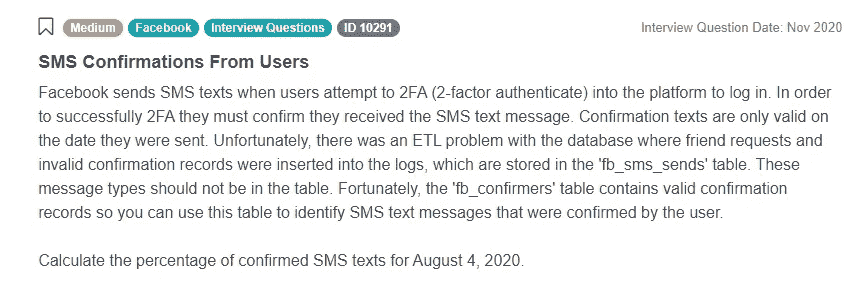 Medium Facebook Interview Questions ID 10291 Interview Question Date: Nov 2020
SMS Confirmations From Users
Facebook sends SMS texts when users attempt to 2FA (2-factor authenticate) into the platform to log in. In order
to successfully 2FA they must confirm they received the SMS text message. Confirmation texts are only valid on
the date they were sent. Unfortunately, there was an ETL problem with the database where friend requests and
invalid confirmation records were inserted into the logs, which are stored in the 'fb_sms_sends' table. These
message types should not be in the table. Fortunately, the 'fb_confirmers' table contains valid confirmation
records so you can use this table to identify SMS text messages that were confirmed by the user.
Calculate the percentage of confirmed SMS texts for August 4, 2020.